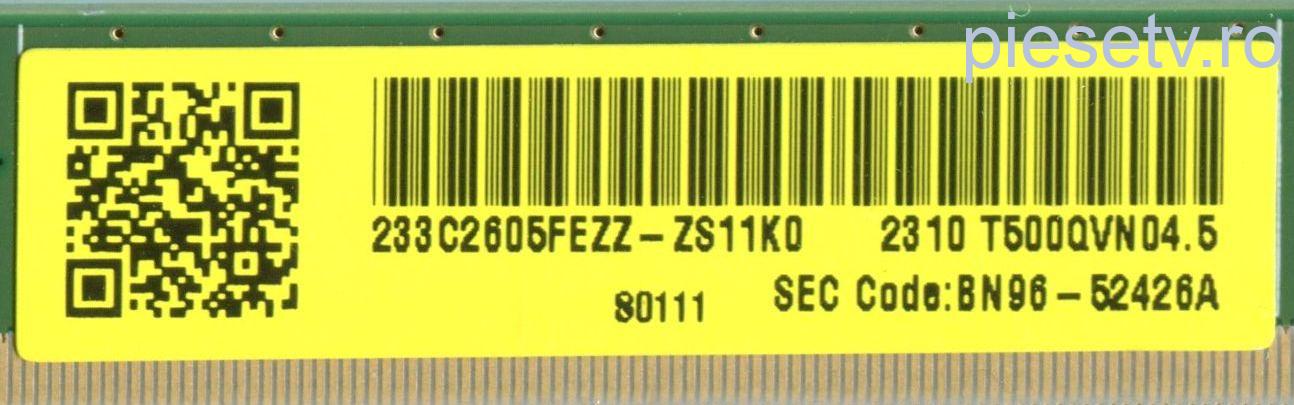 piesetv.ro
233C2605FEZZ-ZS11K0 2310 T500QVN04.5
80111 SEC Code:BN96-52426A